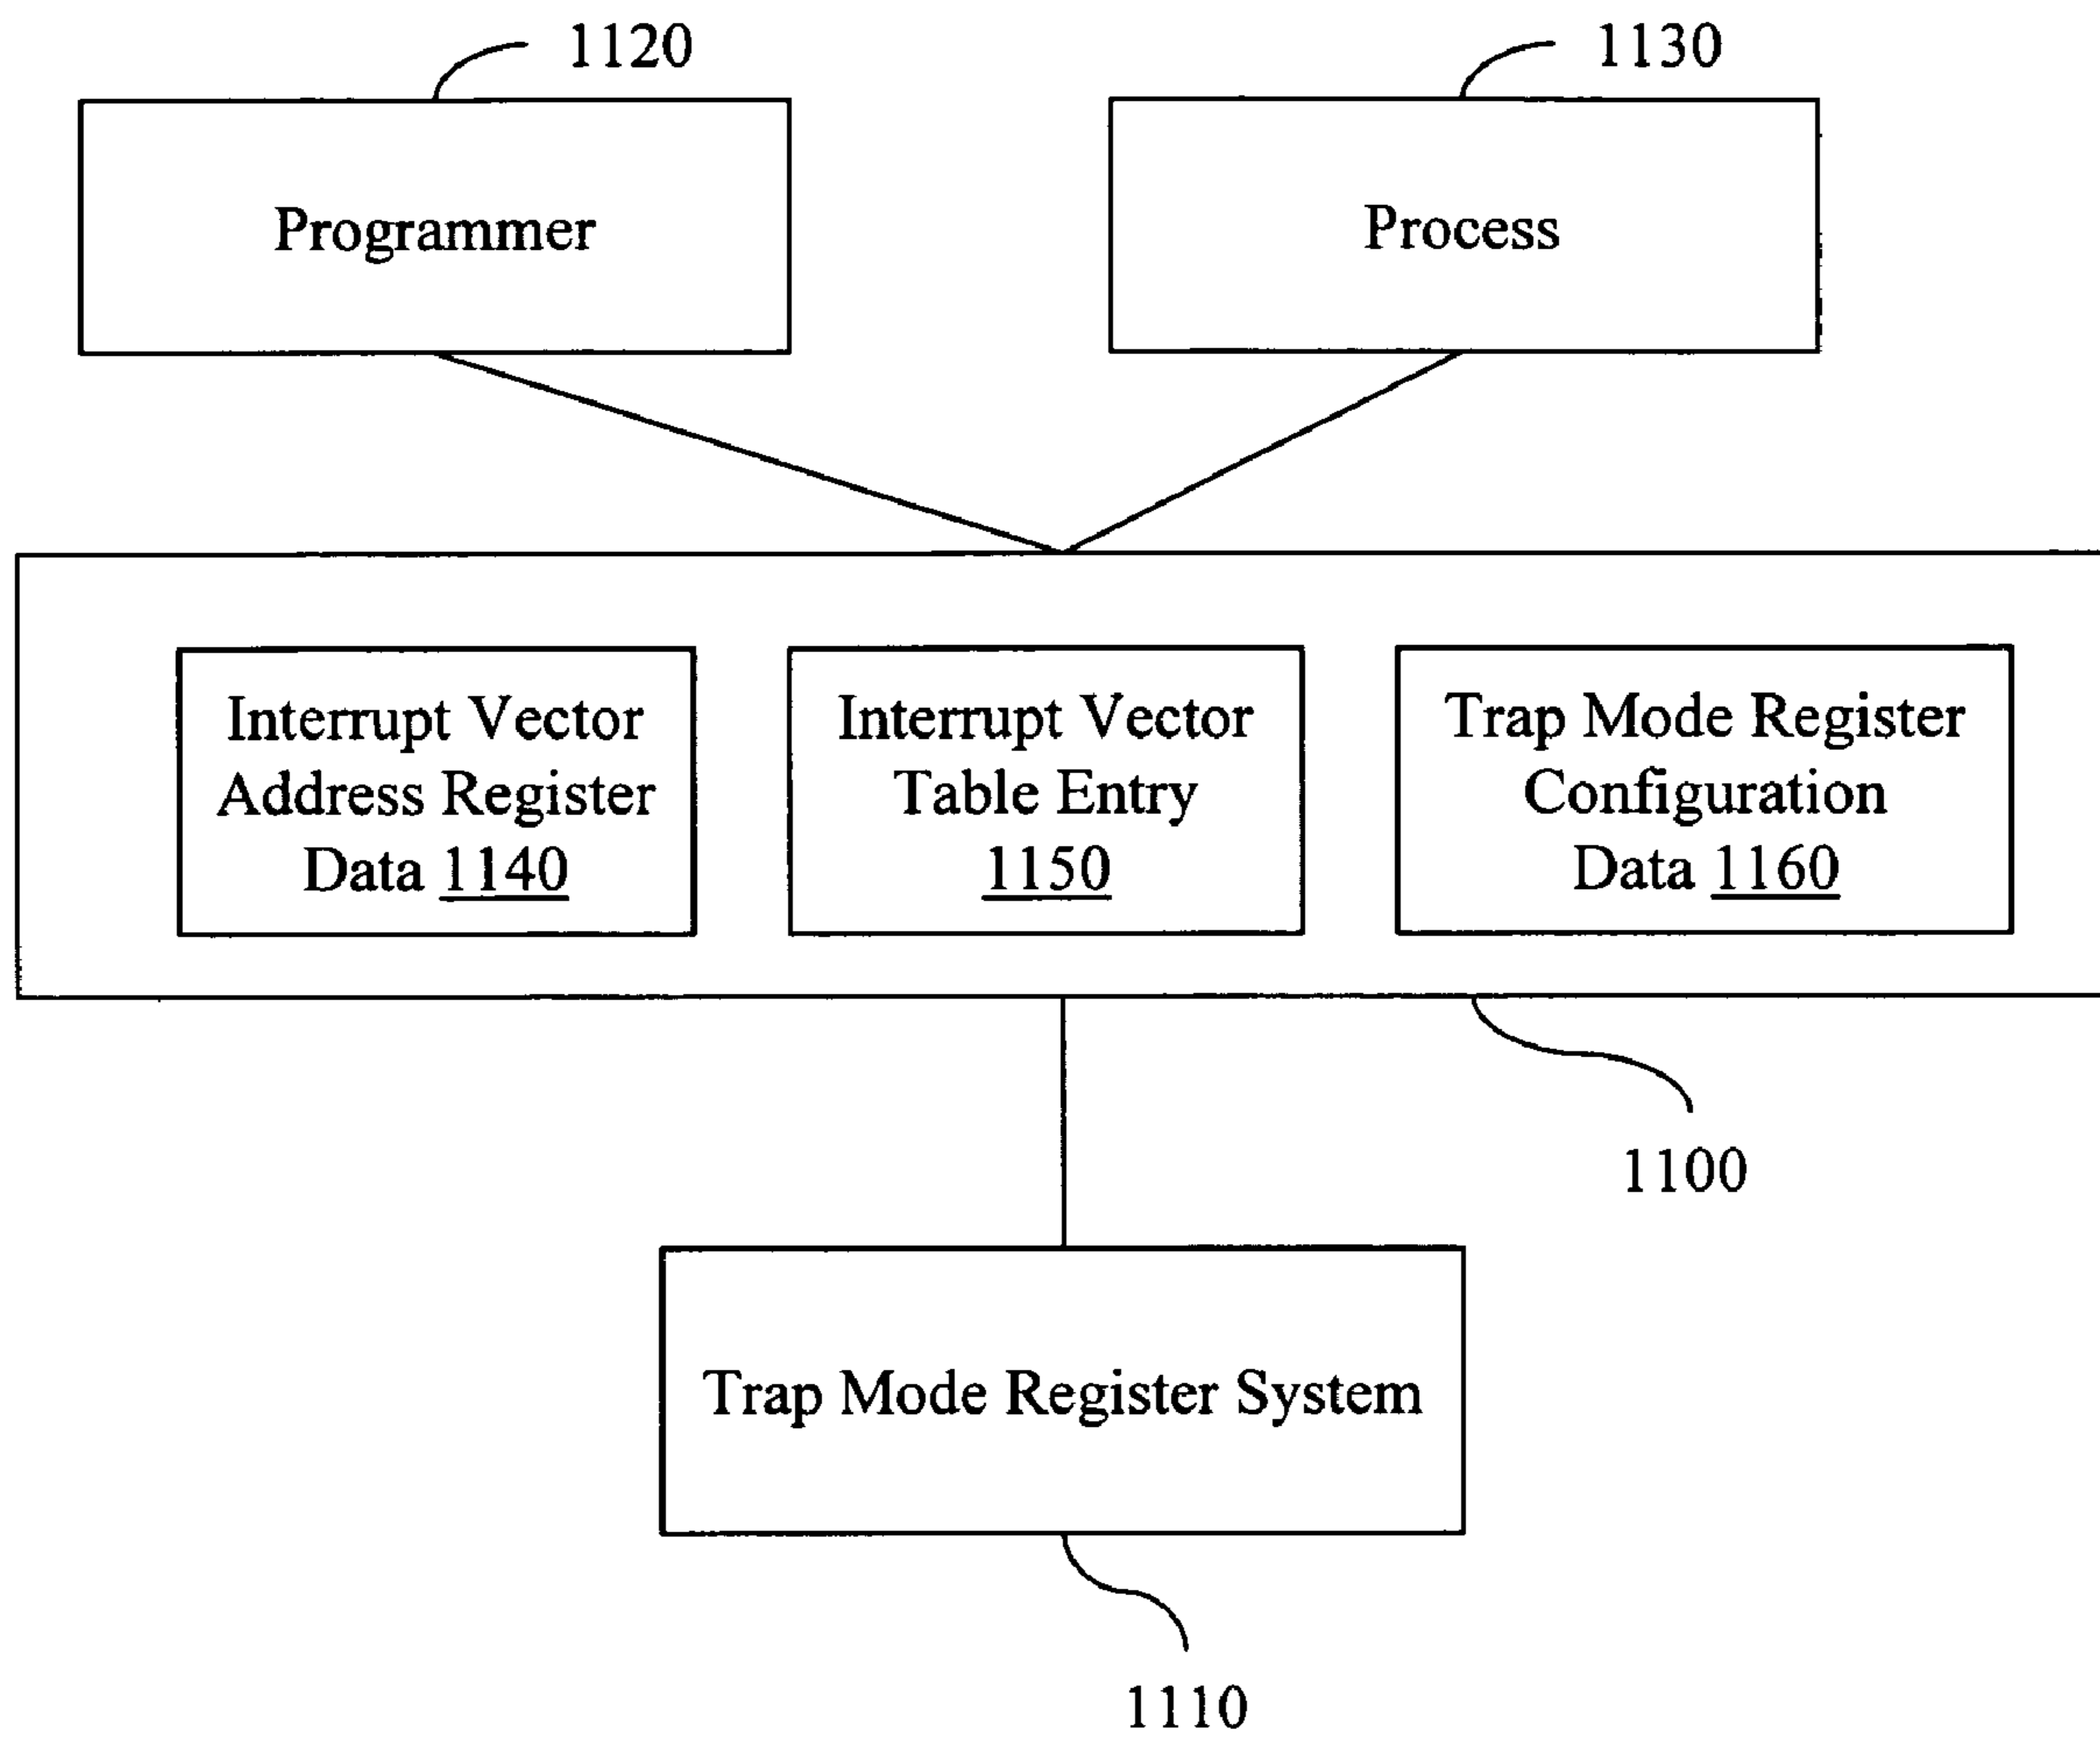 1120
1130
Programmer
Process
Interrupt Vector
Address Register
Data 1140
Interrupt Vector
Table Entry
1150
Trap Mode Register
Configuration
Data 1160
1100
Trap Mode Register System
1110